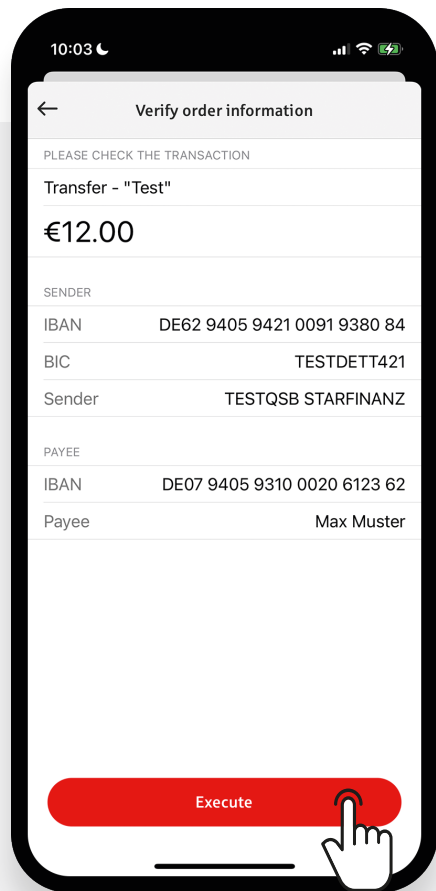 10:03
Verify order information
PLEASE CHECK THE TRANSACTION
Transfer - "Test"
€12.00
SENDER
IBAN DE62 9405 9421 0091 9380 84
BIC TESTDETT421
Sender TESTQSB STARFINANZ
PAYEE
IBAN DE07 9405 9310 0020 6123 62
Payee Max Muster
Execute